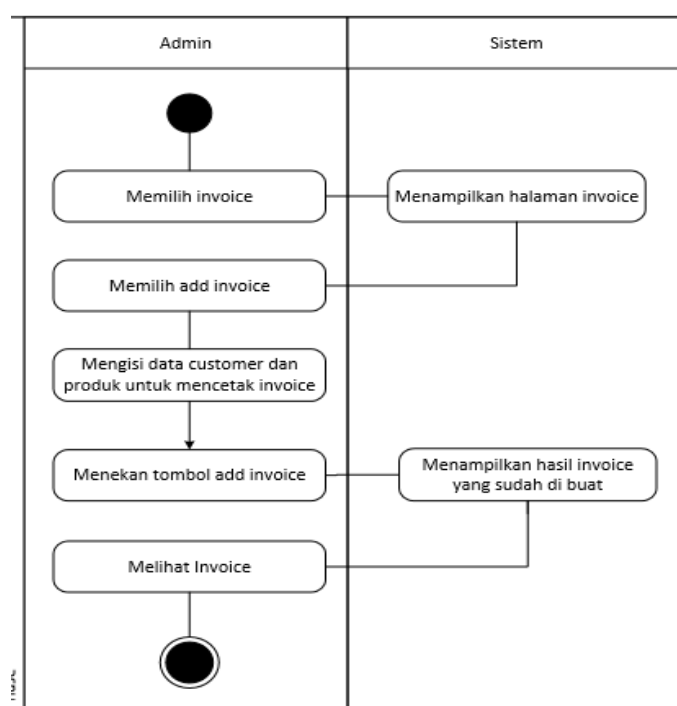 Admin
Sistem
Memilih invoice
Menampilkan halaman invoice
Memilih add invoice
Mengisi data customer dan
produk untuk mencetak invoice
Menekan tombol add invoice
Menampilkan hasil invoice
yang sudah di buat
Melihat Invoice